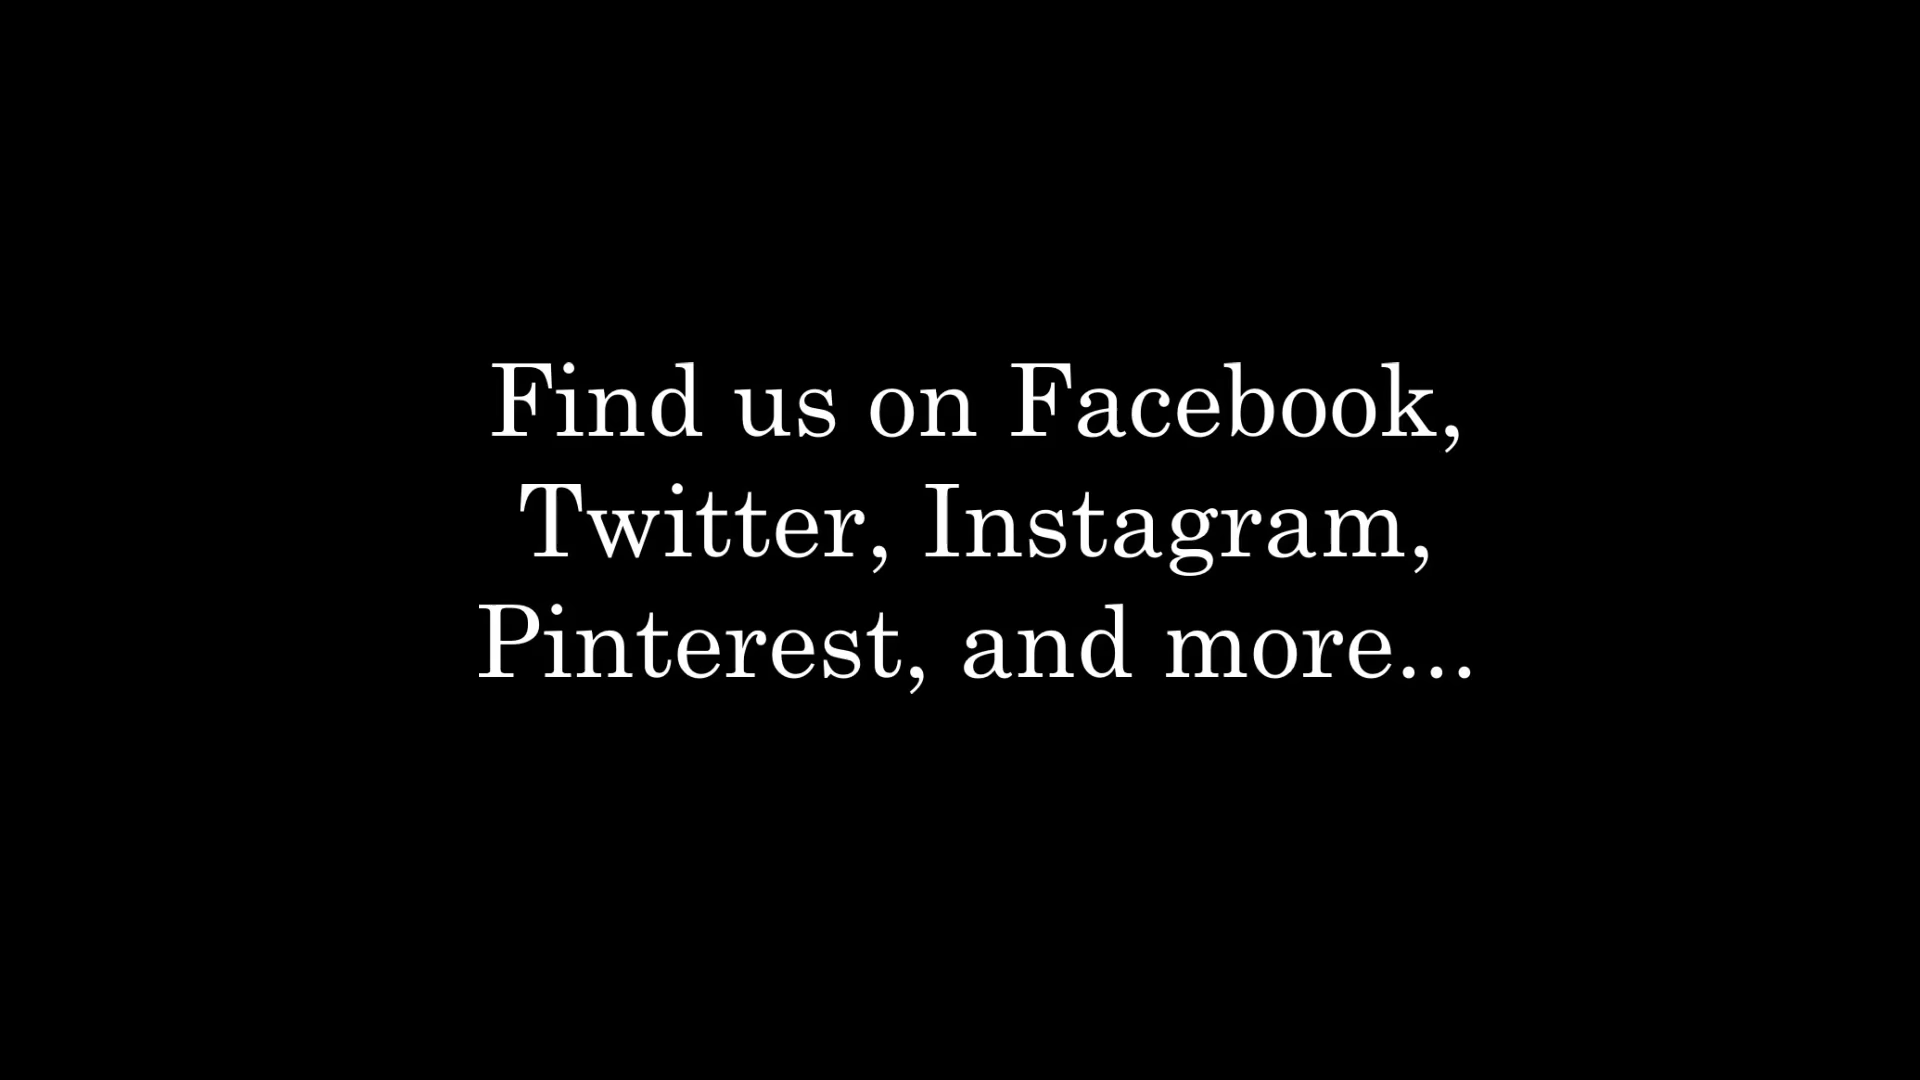 Find us on Facebook,
Twitter, Instagram,
Pinterest, and more...